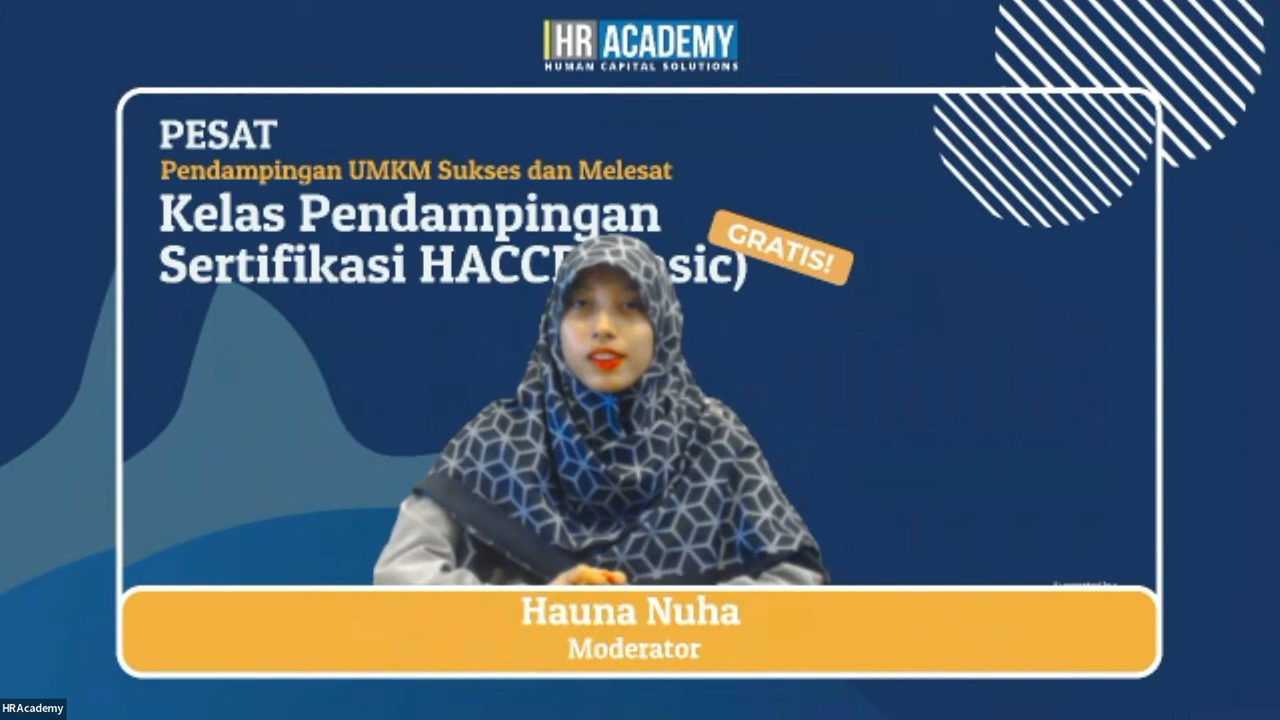 HR ACADEMY
HUMAN CAPITAL SOLUTIONS
PESAT
Pendampingan UMKM Sukses dan Melesat
Kelas Pendampingan
Sertifikasi HACC
GRATIS!
Hauna Nuha
Moderator
HRAcademy